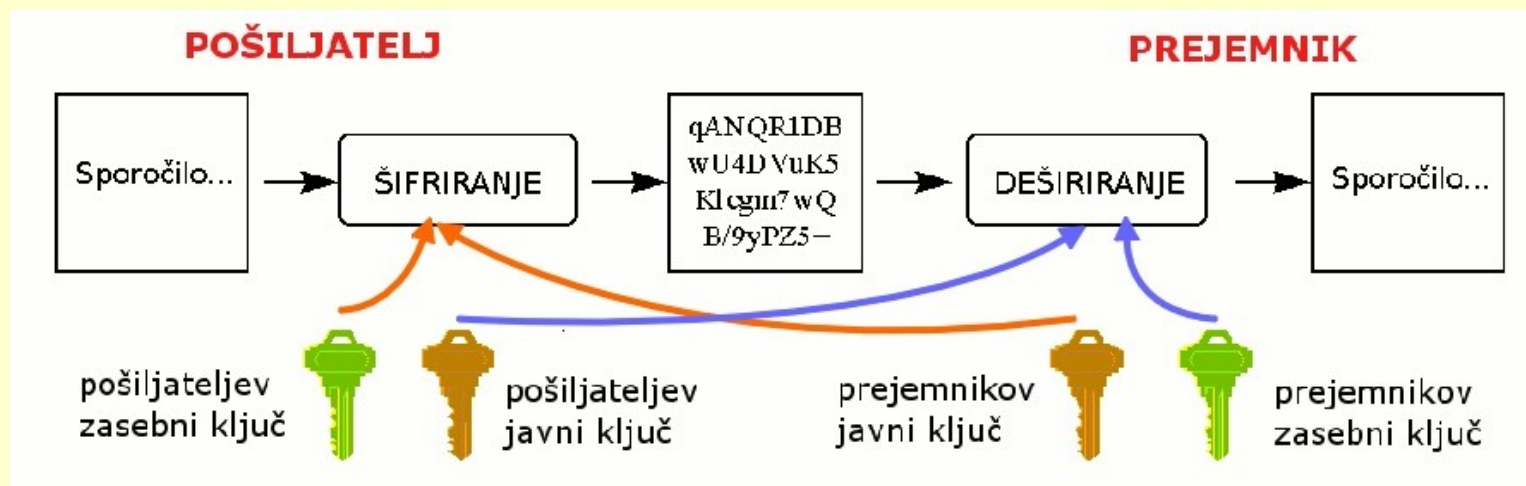 POŠILJATELJ
PREJEMNIK
Sporočilo...
ŠIFRIRANJE
qANQR1DB
wU4DVuK5
Klcgm7wQ
B/9yPZ5=
DEŠIRIRANJE
Sporočilo...
pošiljateljev
zasebni ključ
pošiljateljev
javni ključ
prejemnikov
javni ključ
prejemnikov
zasebni ključ